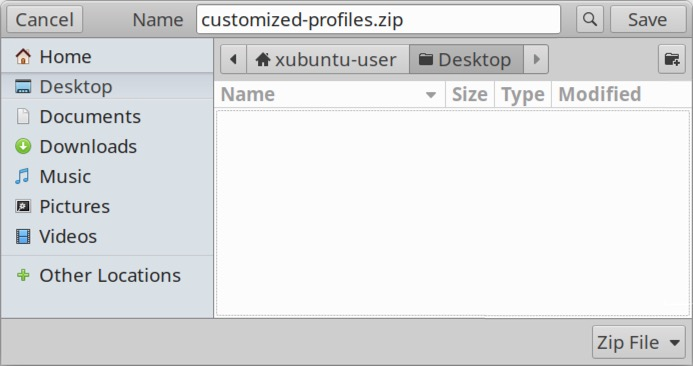 Cancel Name customized-profiles.zip Save
Home xubuntu-user Desktop
Name Size Type Modified
Desktop
Documents
Downloads
Music
Pictures
Videos
Other Locations
Zip File